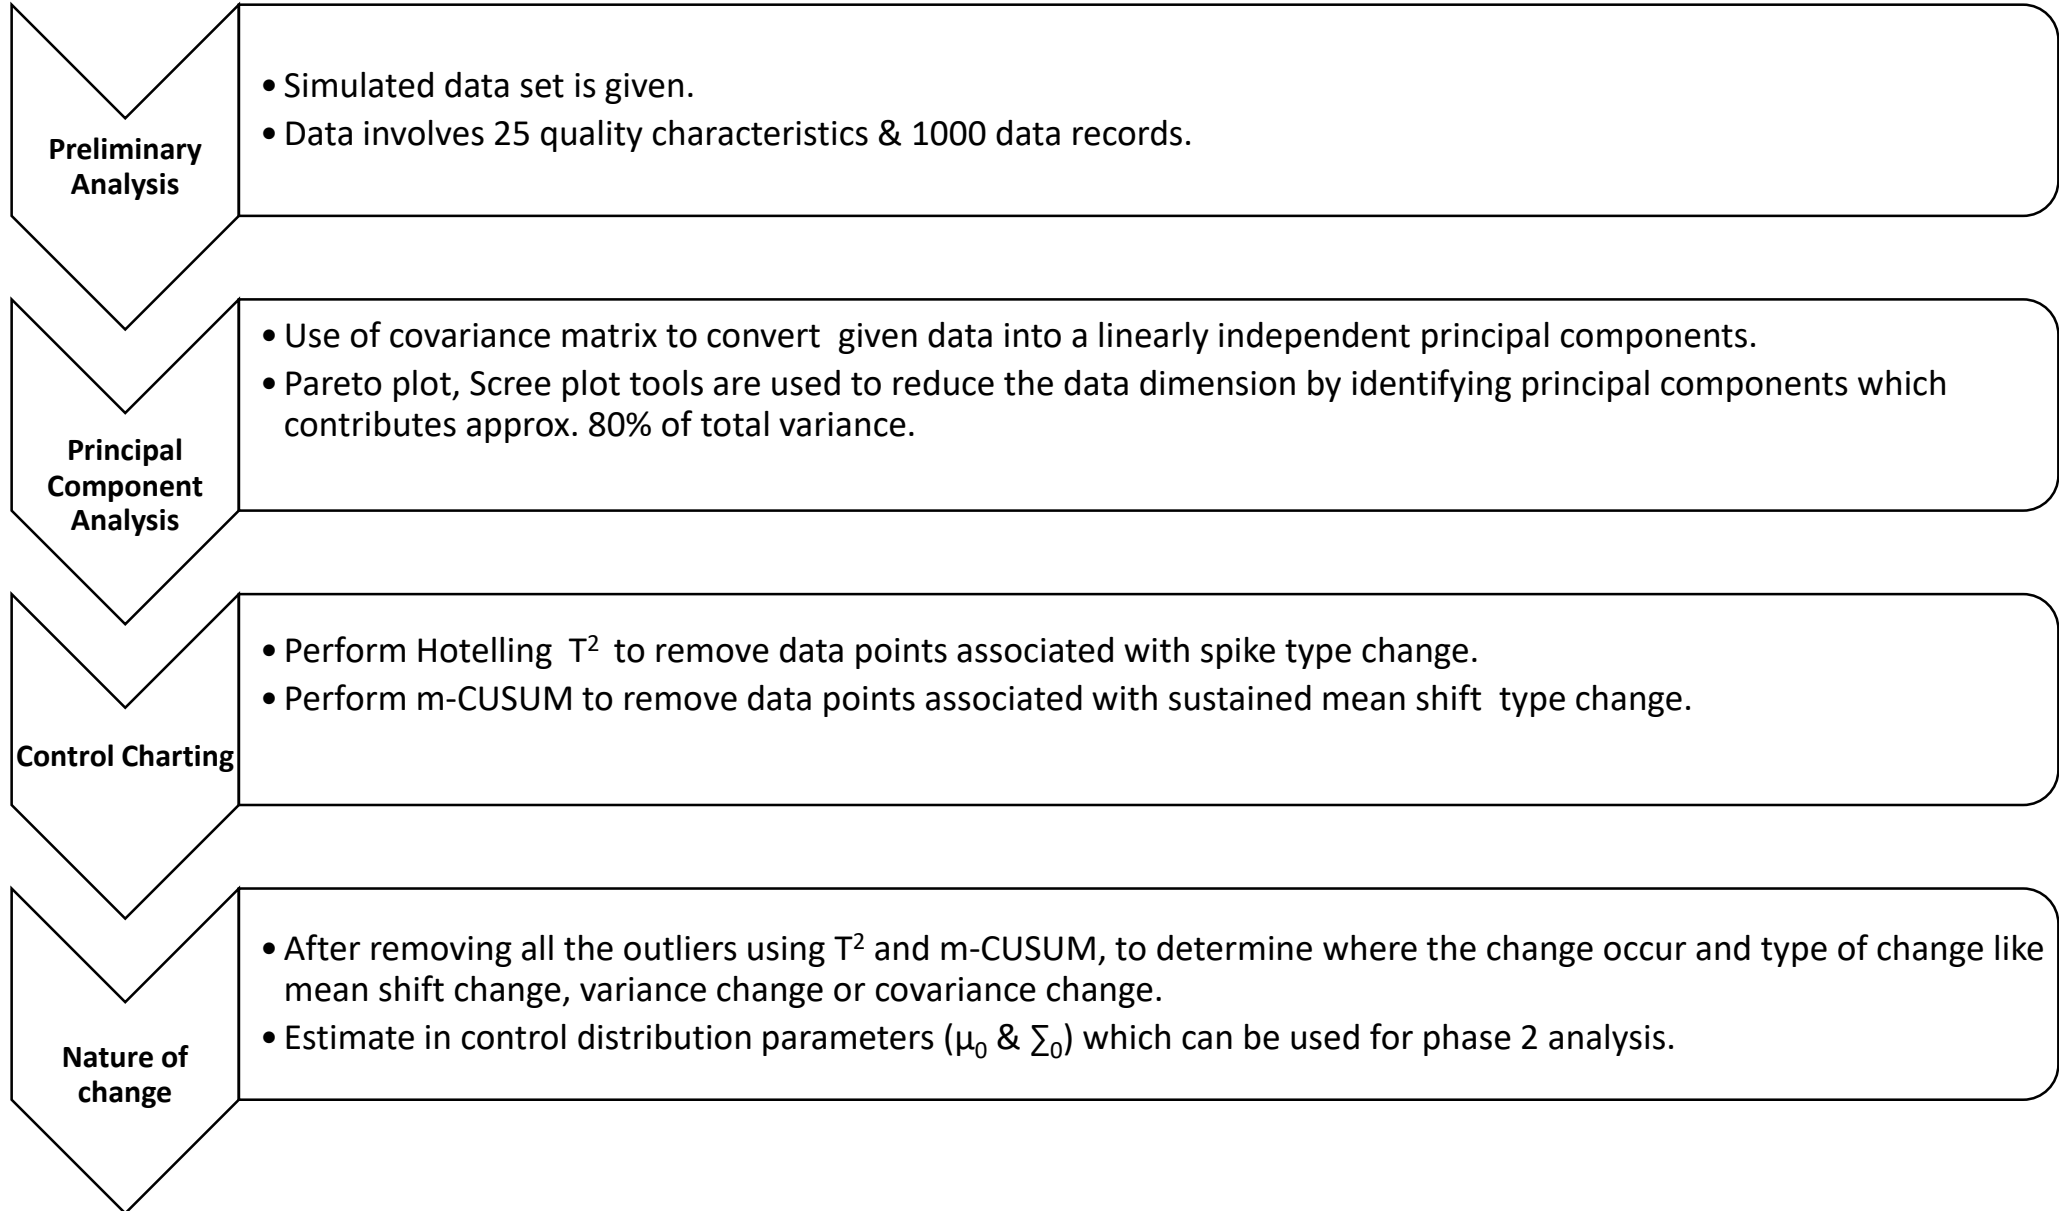 Preliminary
Analysis
• Simulated data set is given.
• Data involves 25 quality characteristics & 1000 data records.
Principal
Component
Analysis
• Use of covariance matrix to convert  given data into a linearly independent principal components.
• Pareto plot, Scree plot tools are used to reduce the data dimension by identifying principal components which
contributes approx. 80% of total variance.
Control Charting
• Perform Hotelling  T² to remove data points associated with spike type change.
• Perform m-CUSUM to remove data points associated with sustained mean shift  type change.
Nature of
change
• After removing all the outliers using T² and m-CUSUM, to determine where the change occur and type of change like
mean shift change, variance change or covariance change.
• Estimate in control distribution parameters (μ₀ & ∑₀) which can be used for phase 2 analysis.